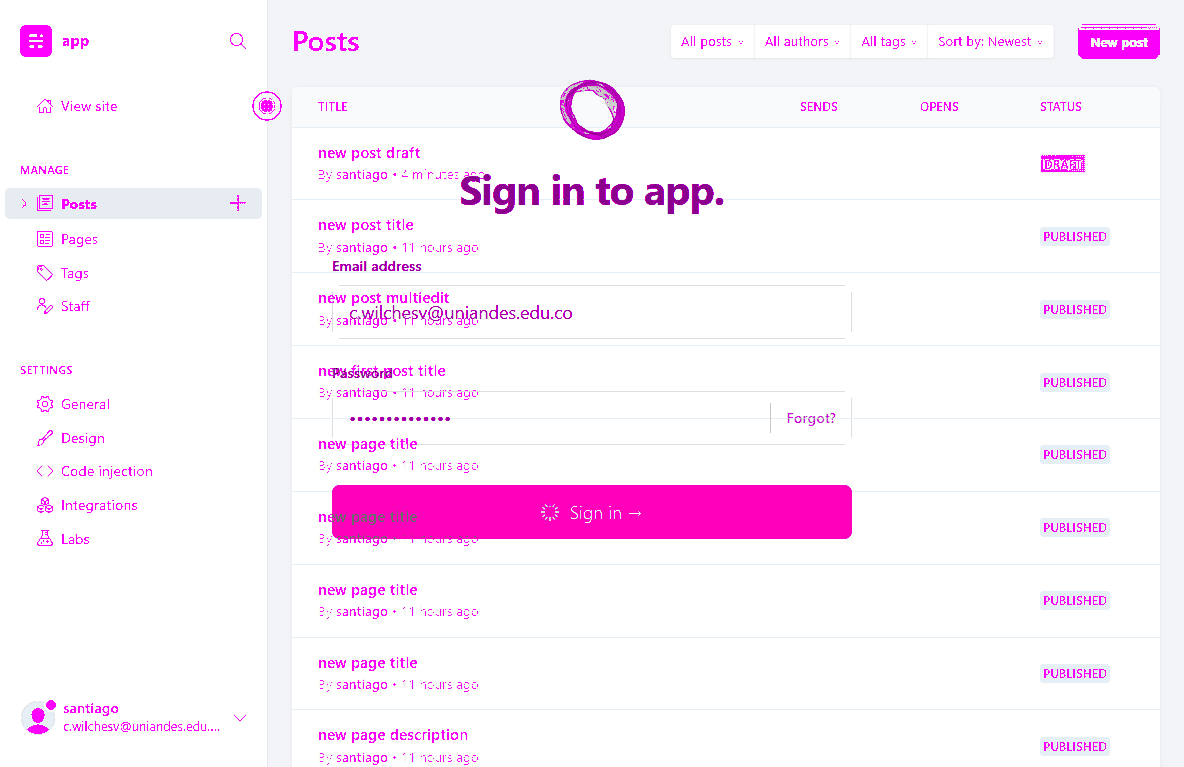 app
Posts
All posts
All authors
All tags
Sort by: Newest
New post
View site
TITLE
SENDS
OPENS
STATUS
new post draft
By santiago • 4 minutes ago
DRAFT
MANAGE
Sign in to app.
Posts
new post title
By santiago • 11 hours ago
PUBLISHED
Pages
Email address
Tags
new post multiedit
Staff
c.wilchesv@uniandes.edu.co
By santiago • 11 hours ago
PUBLISHED
SETTINGS
new first post title
Password
By santiago • 11 hours ago
PUBLISHED
General
Forgot?
Design
new page title
By santiago • 11 hours ago
PUBLISHED
Code injection
Integrations
Sign in →
new page title
By santiago • 11 hours ago
PUBLISHED
Labs
new page title
By santiago • 11 hours ago
PUBLISHED
new page title
By santiago • 11 hours ago
PUBLISHED
santiago
c.wilchesv@uniandes.edu....
new page description
By santiago • 11 hours ago
PUBLISHED